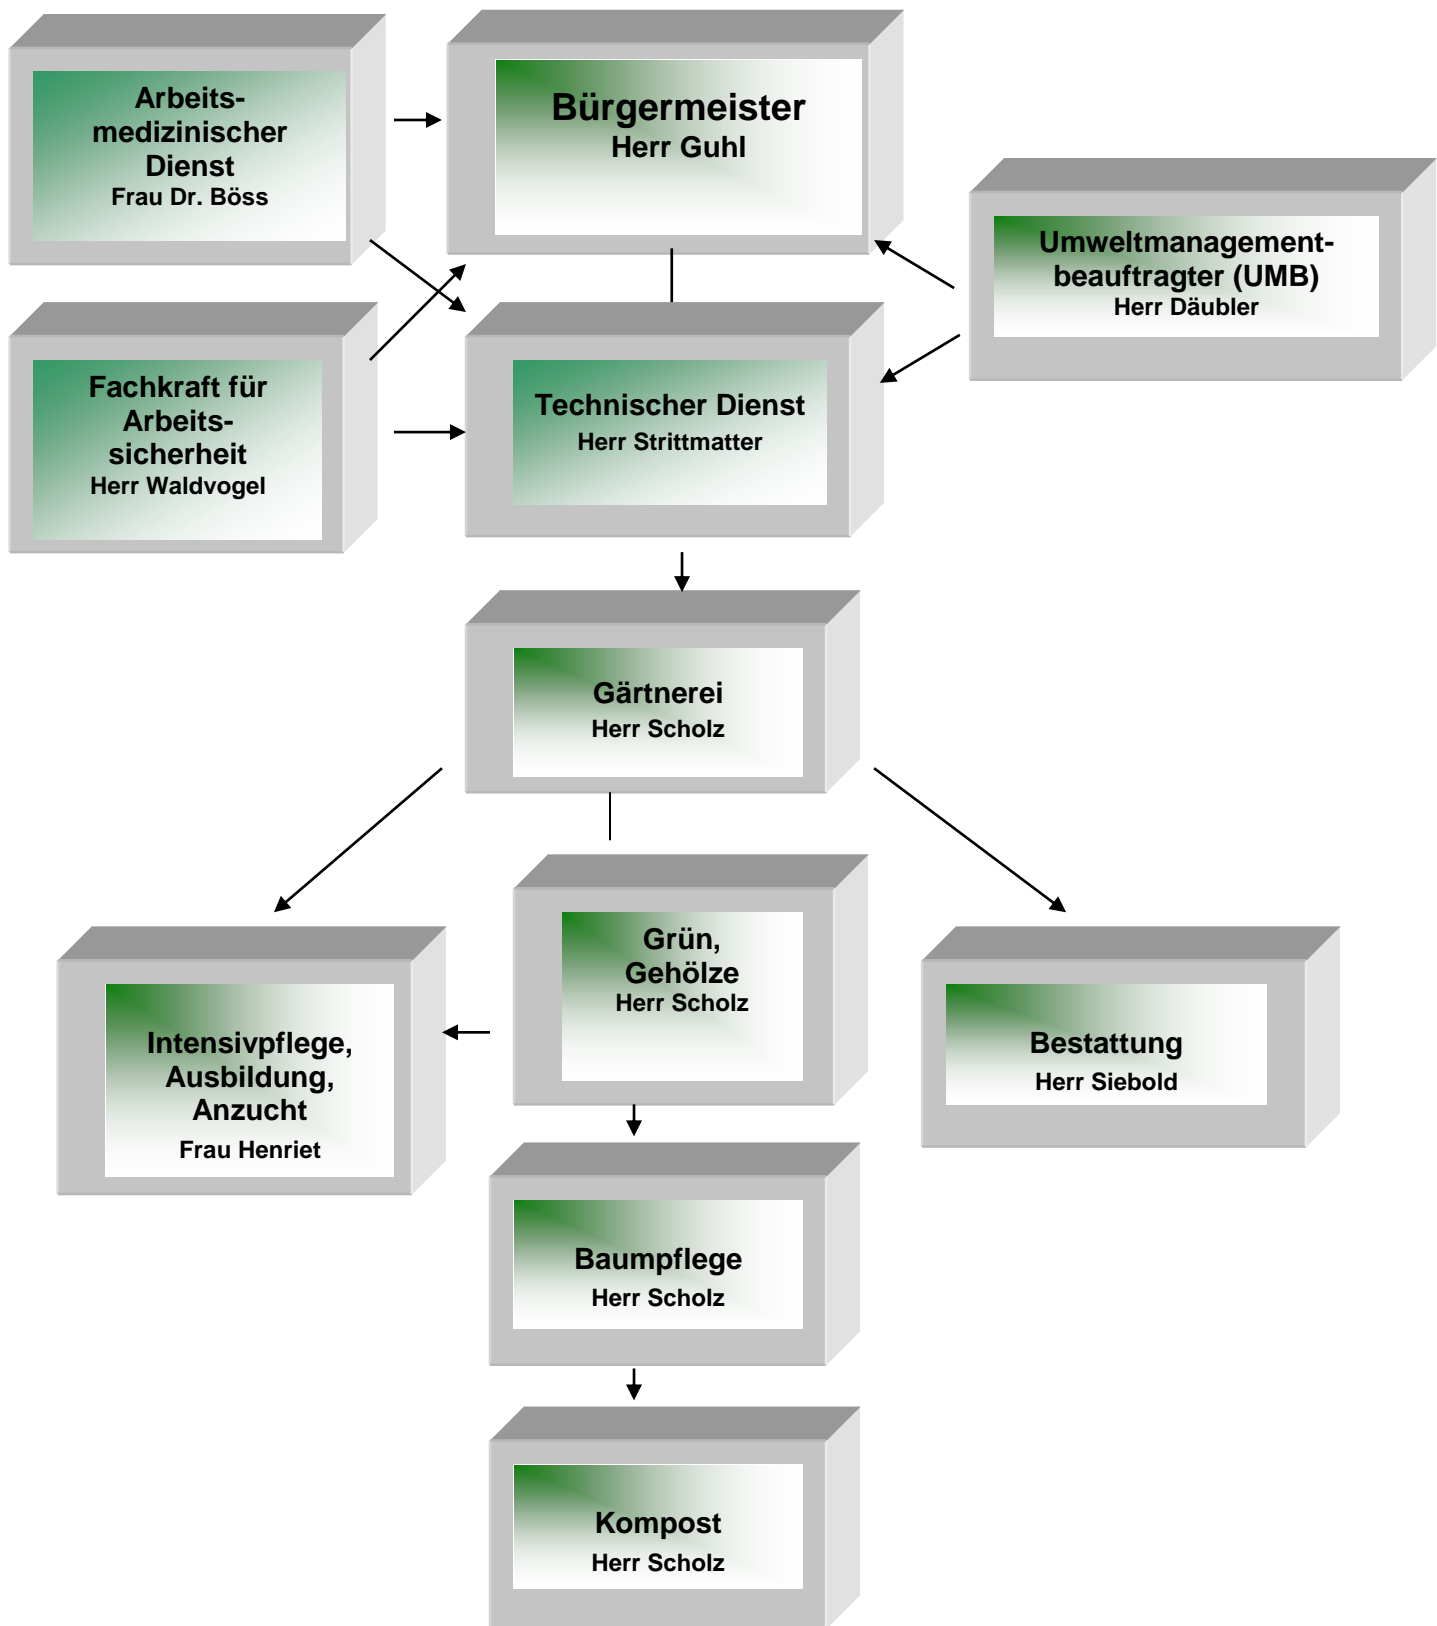 Arbeits-
medizinischer
Dienst
Frau Dr. Böss
Bürgermeister
Herr Guhl
Umweltmanagement-
beauftragter (UMB)
Herr Däubler
Fachkraft für
Arbeits-
sicherheit
Herr Waldvogel
Technischer Dienst
Herr Strittmatter
Gärtnerei
Herr Scholz
Grün,
Gehölze
Herr Scholz
Intensivpflege,
Ausbildung,
Anzucht
Frau Henriet
Bestattung
Herr Siebold
Baumpflege
Herr Scholz
Kompost
Herr Scholz